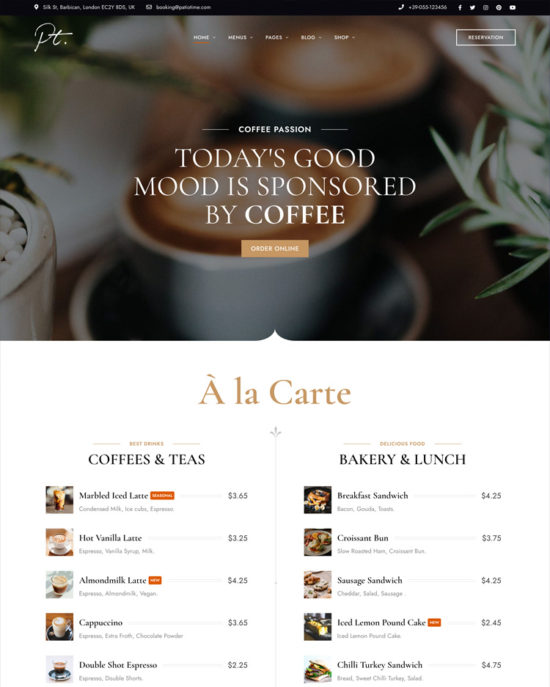 Silk St, Barbican, London EC2Y 8DS, UK
booking@patiotime.com
+39-055-123456
Pt.
HOME
MENUS
PAGES
BLOG
SHOP
RESERVATION
COFFEE PASSION
TODAY'S GOOD
MOOD IS SPONSORED
BY COFFEE
ORDER ONLINE
À la Carte
BEST DRINKS
COFFEES & TEAS
Marbled Iced Latte SEASONAL $3.65
Condensed Milk, Ice cubs, Espresso.
Hot Vanilla Latte $3.25
Espresso, Vanilla Syrup, Milk.
Almondmilk Latte NEW $4.25
Espresso, Almondmilk, Vegan.
Cappuccino $3.65
Espresso, Extra Froth, Chocolate Powder
Double Shot Espresso $2.25
Espresso, Double Shorts.
DELICIOUS FOOD
BAKERY & LUNCH
Breakfast Sandwich $4.25
Bacon, Gouda, Toasts.
Croissant Bun $3.75
Slow Roasted Ham, Croissant Bun.
Sausage Sandwich $4.25
Cheddar, Salad, Sausage .
Iced Lemon Pound Cake NEW $2.45
Iced Lemon Pound Cake.
Chilli Turkey Sandwich $4.75
Bread, Sweet Chilli Turkey, Salad.